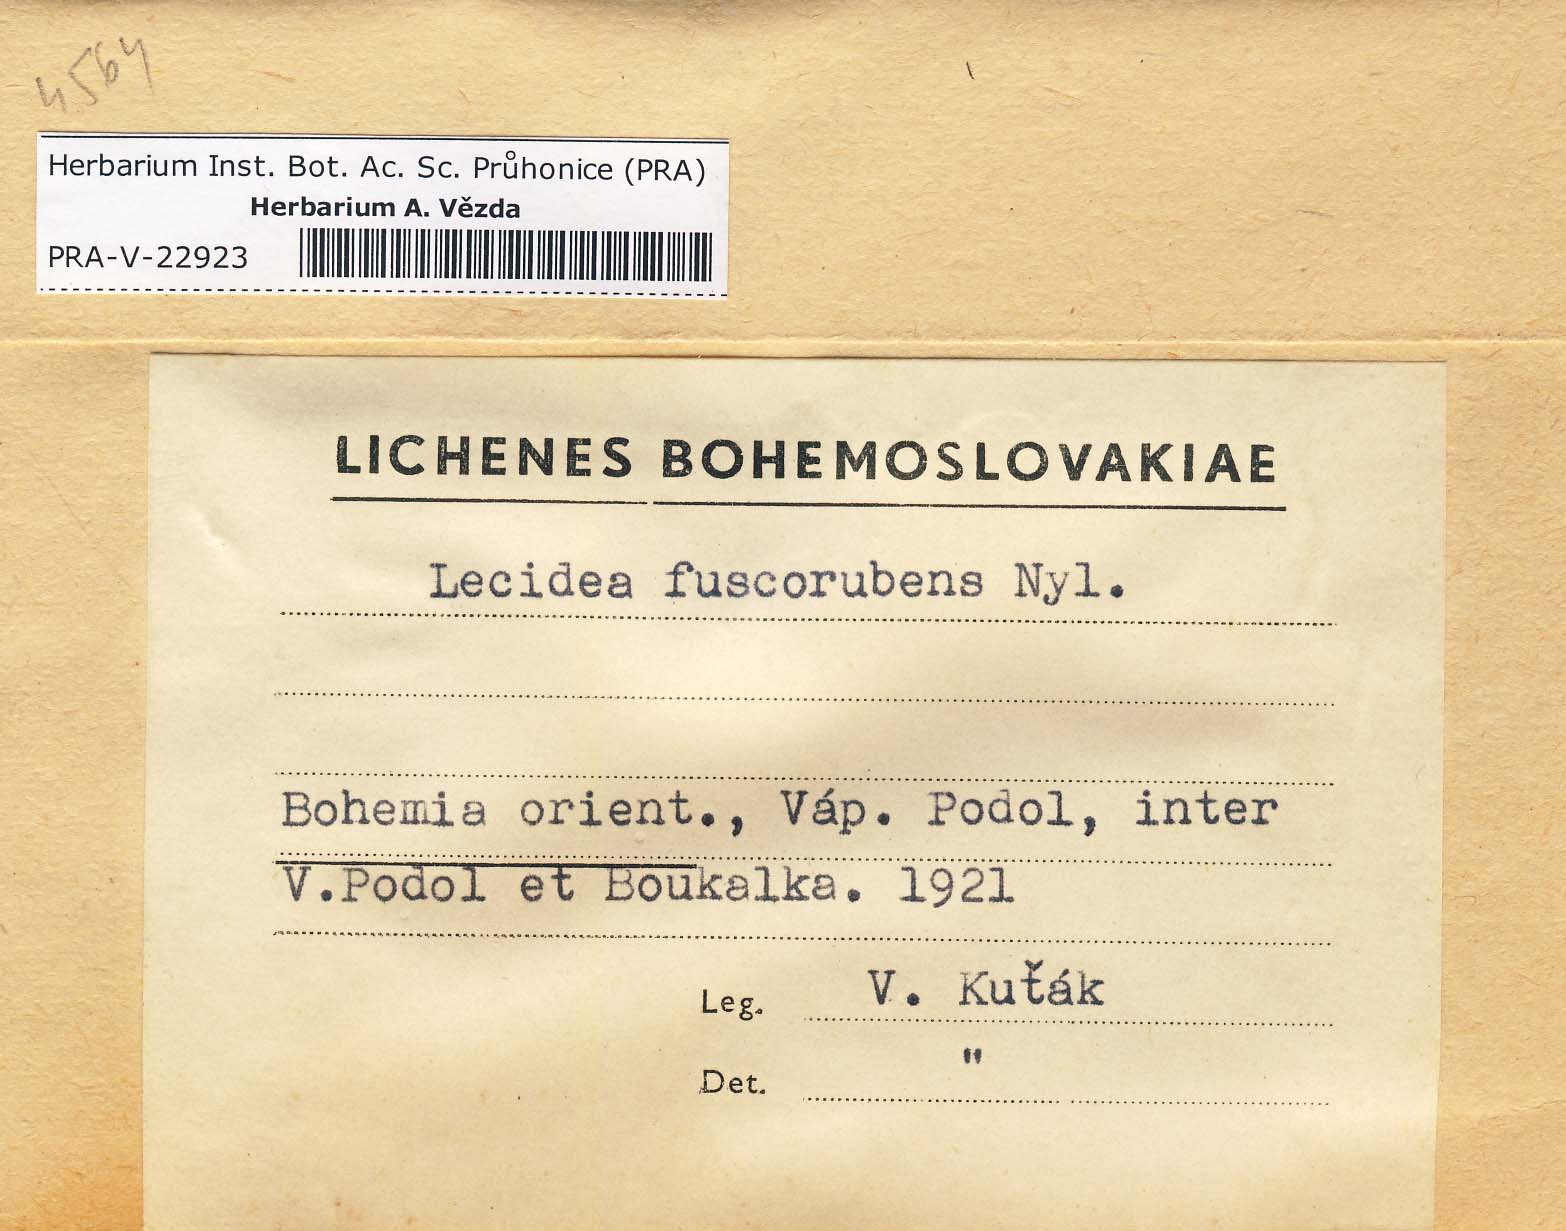 4564
Herbarium Inst. Bot. Ac. Sc. Průhonice (PRA)
Herbarium A. Vězda
PRA-V-22923
LICHENES BOHEMOSLOVAKIAE
Lecidea fuscorubens Nyl.
Bohemia orient., Váp. Podol, inter
V.Podol et Boukalka. 1921
Leg. V. Kuťák
Det. "